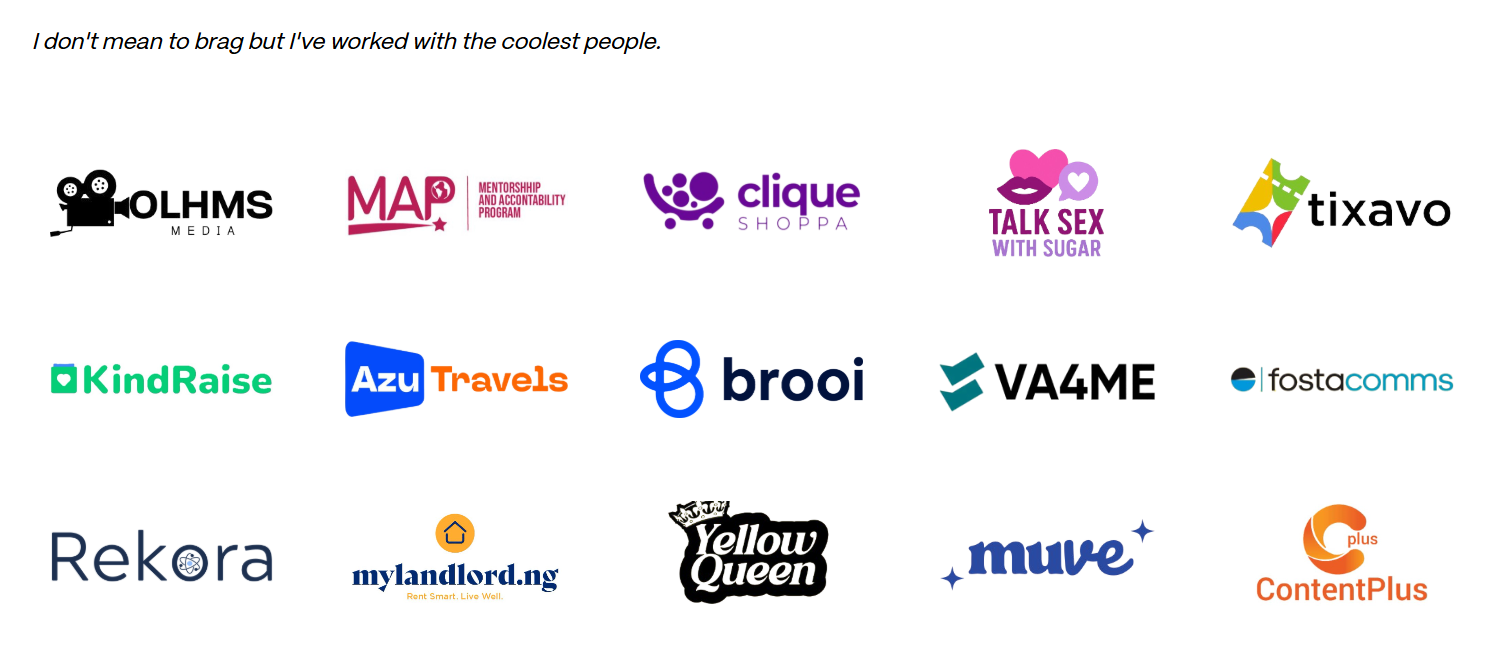 I don't mean to brag but I've worked with the coolest people.
OLHMS
MEDIA
MAP
MENTORSHHIP
AND ACCONTABILITY
PROGRAM
clique
SHOPPA
TALK SEX
WITH SUGAR
tixavo
KindRaise
Azu Travels
brooi
VA4ME
fostacomms
Rekora
mylandlord.ng
Rent Smart. Live Well.
Yellow
Queen
muve
plus
ContentPlus